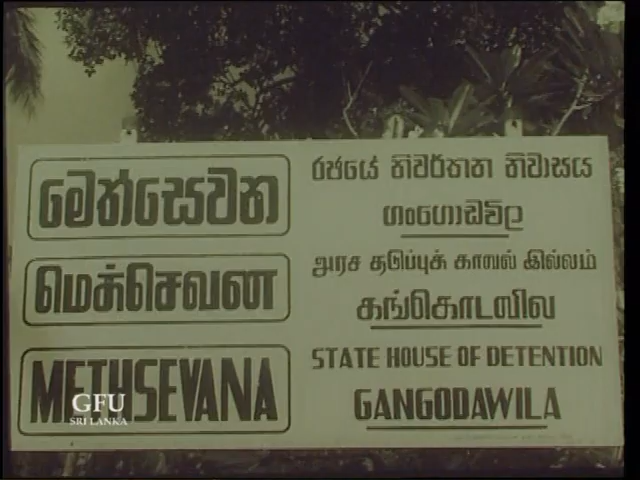 මෙත්සෙවන
மெத்செவன
METHSEVANA
රජයේ නිවර්තන නිවාසය
ගංගොඩවිල
அரச தடுப்புக் காவல் இல்லம்
கங்கொடவில
STATE HOUSE OF DETENTION
GANGODAWILA
GFU
SRI LANKA